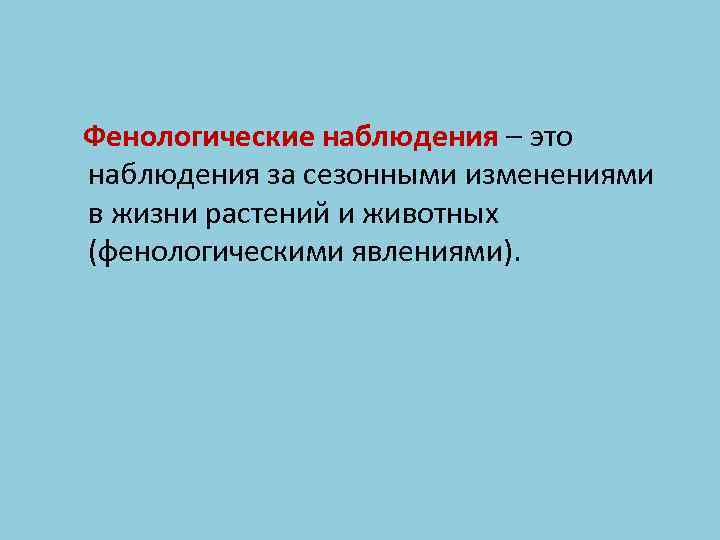 Фенологические наблюдения – это
наблюдения за сезонными изменениями
в жизни растений и животных
(фенологическими явлениями).